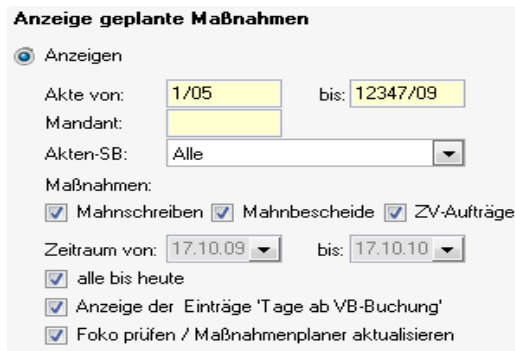 Anzeige geplante Maßnahmen
Anzeigen
Akte von: 1/05 bis: 12347/09
Mandant:
Akten-SB: Alle
Maßnahmen:
Mahnschreiben Mahnbescheide ZV-Aufträge
Zeitraum von: 17.10.09 bis: 17.10.10
alle bis heute
Anzeige der Einträge 'Tage ab VB-Buchung'
Foko prüfen / Maßnahmenplaner aktualisieren